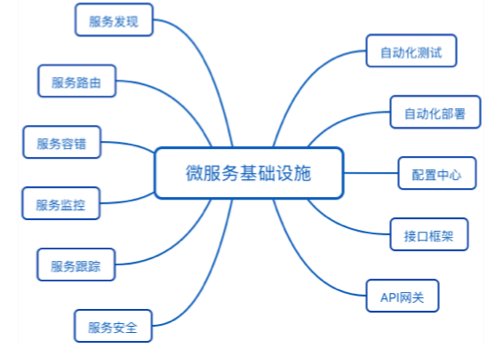 服务发现
服务路由
服务容错
服务监控
服务跟踪
服务安全
微服务基础设施
自动化测试
自动化部署
配置中心
接口框架
API网关